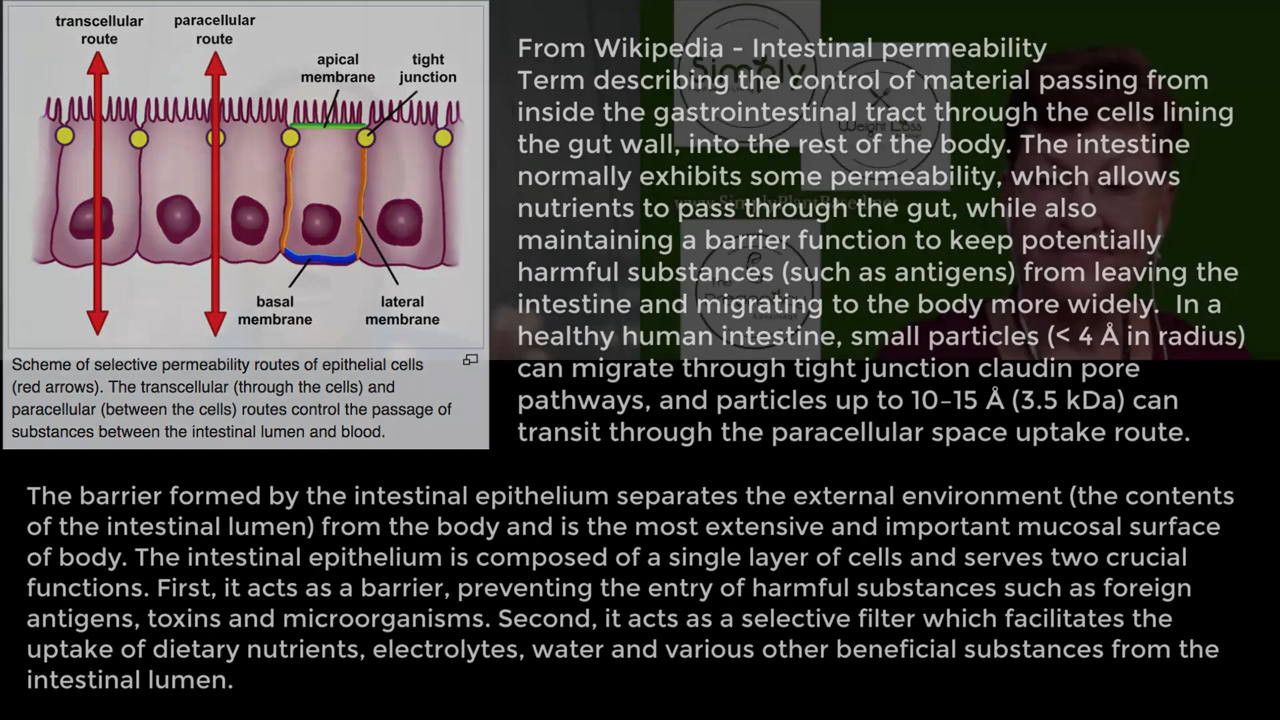 transcellular
route
paracellular
route
apical
membrane
tight
junction
basal
membrane
lateral
membrane
Scheme of selective permeability routes of epithelial cells
(red arrows). The transcellular (through the cells) and
paracellular (between the cells) routes control the passage of
substances between the intestinal lumen and blood.
From Wikipedia - Intestinal permeability
Term describing the control of material passing from
inside the gastrointestinal tract through the cells lining
the gut wall, into the rest of the body. The intestine
normally exhibits some permeability, which allows
nutrients to pass through the gut, while also
maintaining a barrier function to keep potentially
harmful substances (such as antigens) from leaving the
intestine and migrating to the body more widely. In a
healthy human intestine, small particles (< 4 Å in radius)
can migrate through tight junction claudin pore
pathways, and particles up to 10–15 Å (3.5 kDa) can
transit through the paracellular space uptake route.
Simply
Weight Loss
The barrier formed by the intestinal epithelium separates the external environment (the contents
of the intestinal lumen) from the body and is the most extensive and important mucosal surface
of body. The intestinal epithelium is composed of a single layer of cells and serves two crucial
functions. First, it acts as a barrier, preventing the entry of harmful substances such as foreign
antigens, toxins and microorganisms. Second, it acts as a selective filter which facilitates the
uptake of dietary nutrients, electrolytes, water and various other beneficial substances from the
intestinal lumen.